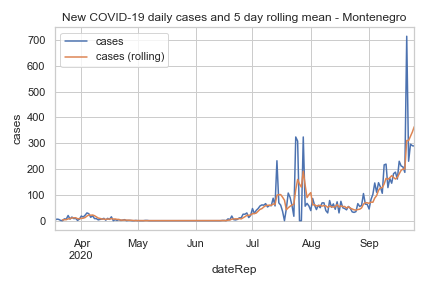 New COVID-19 daily cases and 5 day rolling mean - Montenegro
cases
cases (rolling)
700
600
500
400
300
200
100
0
cases
Apr
2020
May
Jun
Jul
Aug
Sep
dateRep